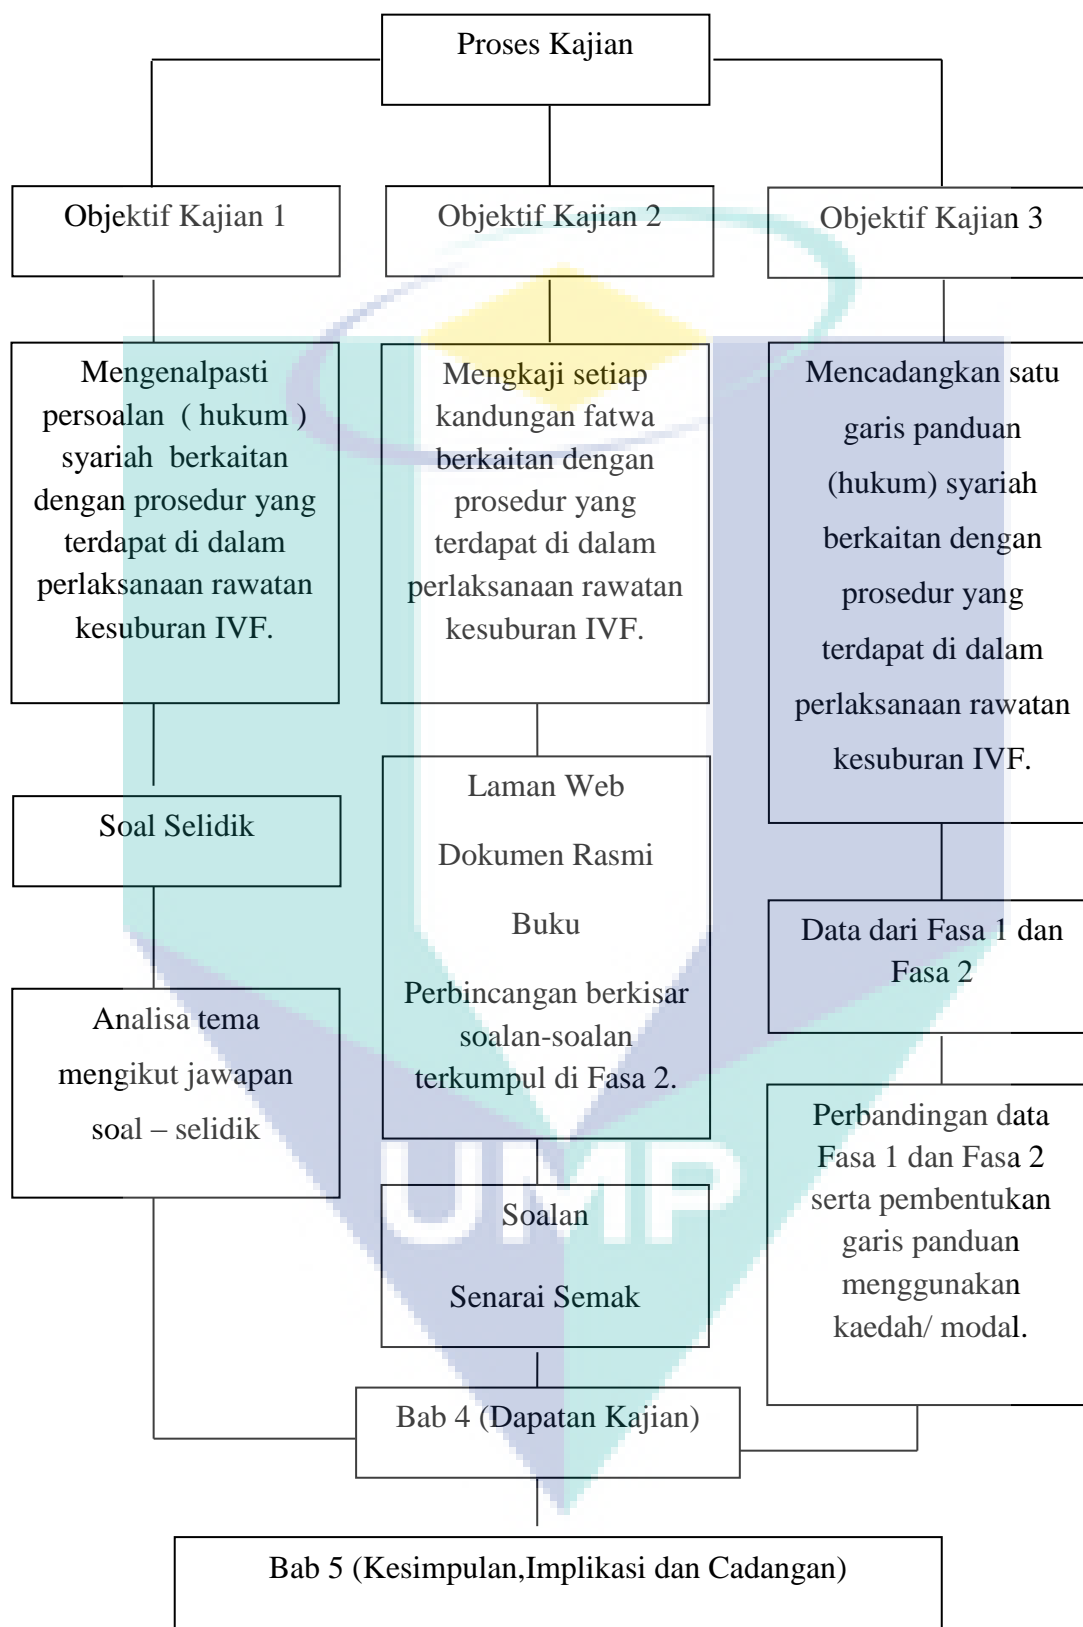 Proses Kajian
Objektif Kajian 1
Objektif Kajian 2
Objektif Kajian 3
Mengenalpasti
persoalan ( hukum )
syariah berkaitan
dengan prosedur yang
terdapat di dalam
perlaksanaan rawatan
kesuburan IVF.
Mengkaji setiap
kandungan fatwa
berkaitan dengan
prosedur yang
terdapat di dalam
perlaksanaan rawatan
kesuburan IVF.
Mencadangkan satu
garis panduan
(hukum) syariah
berkaitan dengan
prosedur yang
terdapat di dalam
perlaksanaan rawatan
kesuburan IVF.
Soal Selidik
Laman Web
Dokumen Rasmi
Buku
Perbincangan berkisar
soalan-soalan
terkumpul di Fasa 2.
Data dari Fasa 1 dan
Fasa 2
Analisa tema
mengikut jawapan
soal – selidik
Soalan
Senarai Semak
Perbandingan data
Fasa 1 dan Fasa 2
serta pembentukan
garis panduan
menggunakan
kaedah/ modal.
UMP
Bab 4 (Dapatan Kajian)
Bab 5 (Kesimpulan,Implikasi dan Cadangan)